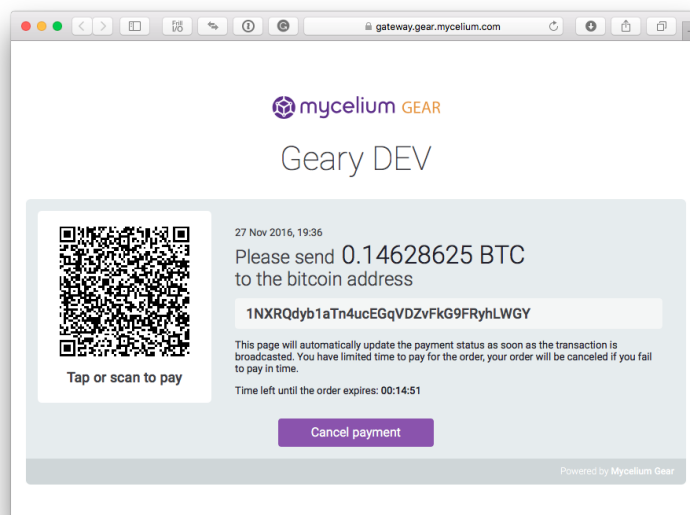 gateway.gear.mycelium.com
mycelium GEAR
Geary DEV
27 Nov 2016, 19:36
Please send 0.14628625 BTC
to the bitcoin address
1NXRQdyb1aTn4ucEGqVDZvFkG9FRyhLWGY
This page will automatically update the payment status as soon as the transaction is
broadcasted. You have limited time to pay for the order, your order will be canceled if you fail
to pay in time.
Tap or scan to pay
Time left until the order expires: 00:14:51
Cancel payment
Powered by Mycelium Gear